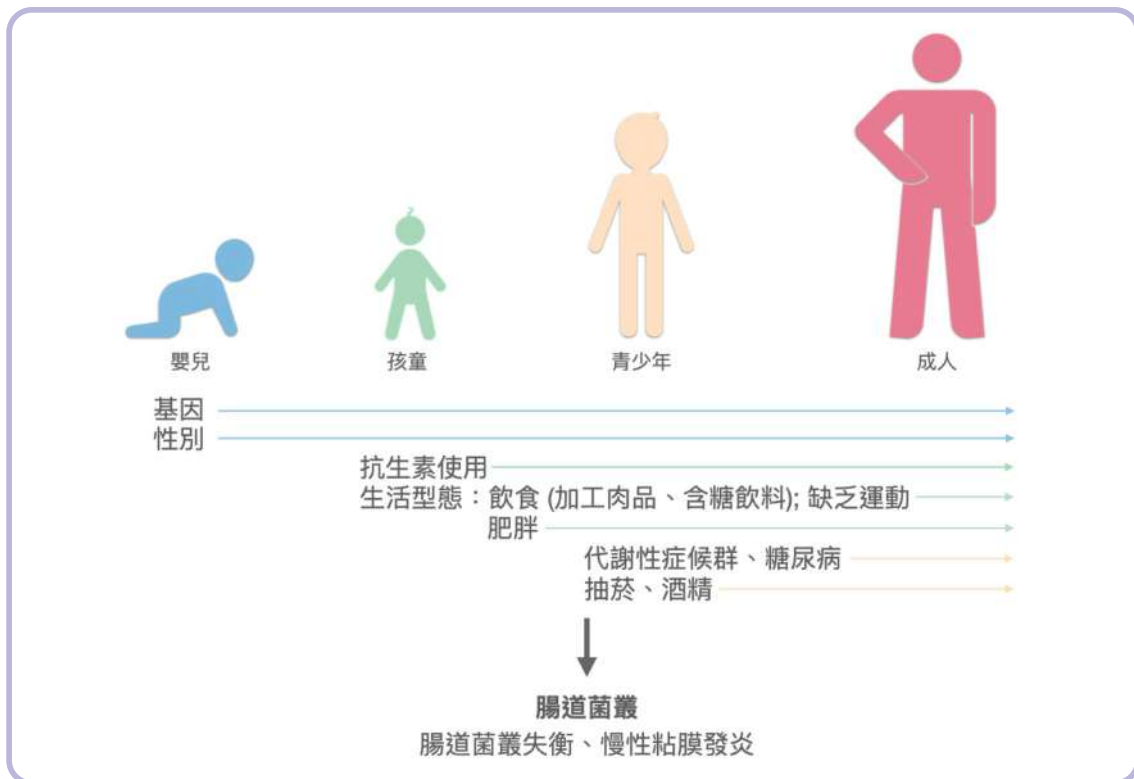 嬰兒
孩童
青少年
成人
基因
性別
抗生素使用
生活型態：飲食 (加工肉品、含糖飲料); 缺乏運動
肥胖
代謝性症候群、糖尿病
抽菸、酒精
腸道菌叢
腸道菌叢失衡、慢性粘膜發炎